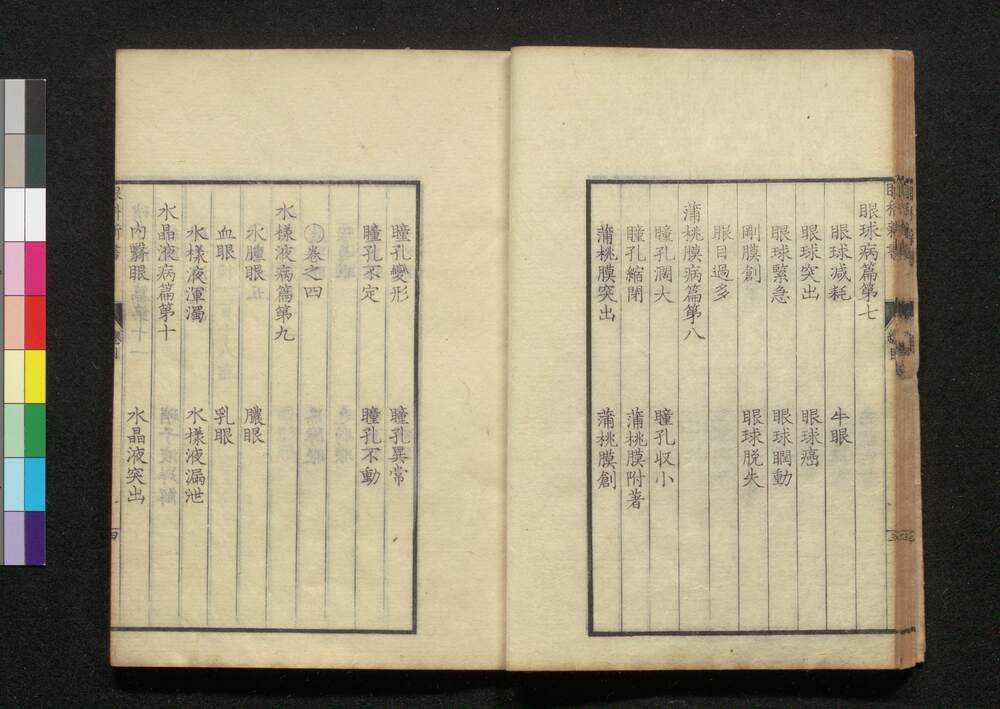 眼球病篇第七
眼球減耗 牛眼
眼球突出 眼球癌
眼球緊急 眼球瞤動
剛膜創 眼球脱失
眼目過多
蒲桃膜病篇第八
瞳孔濶大 瞳孔収小
瞳孔縮閉 蒲桃膜附著
蒲桃膜突出 蒲桃膜創
瞳孔變形 瞳孔異常
瞳孔不定 瞳孔不動
卷之四
水樣液病篇第九
水腫眼 膿眼
血眼 乳眼
水樣液渾濁 水樣液漏泄
水晶液病篇第十
內翳眼 水晶液突出